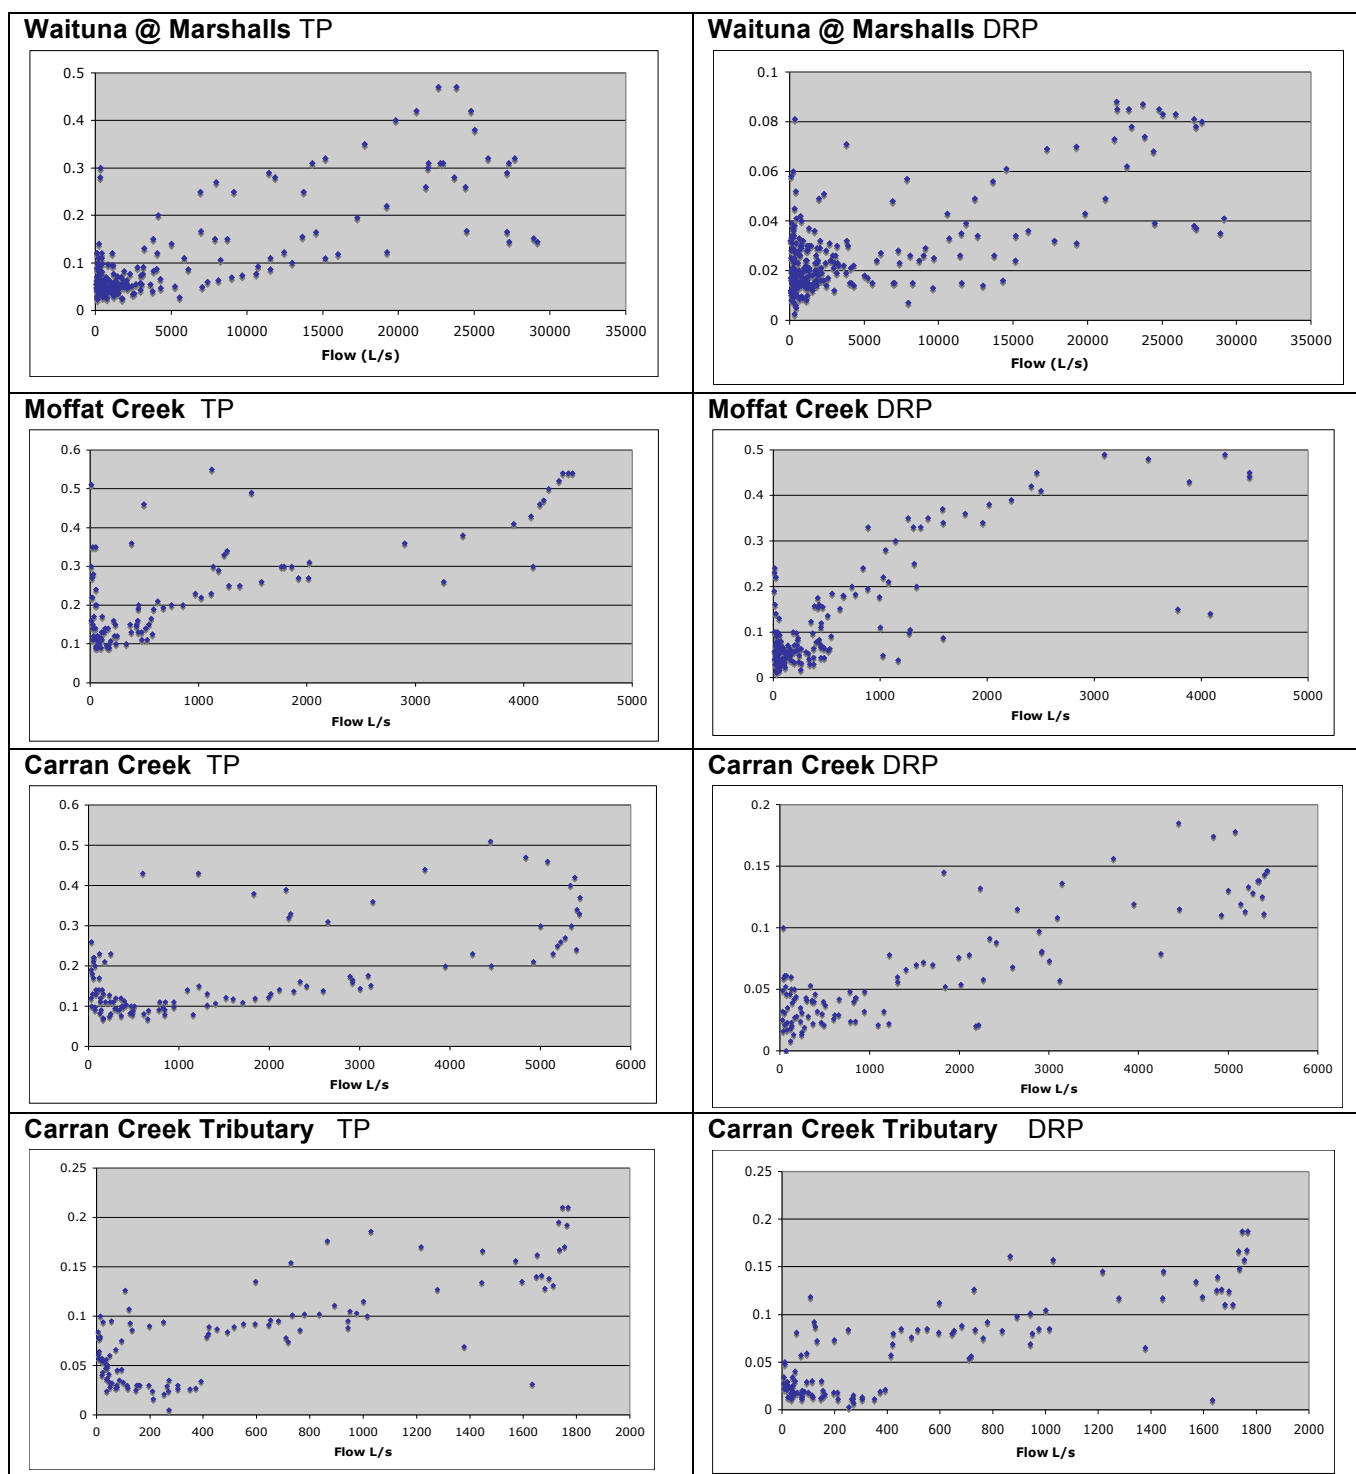 Waituna @ Marshalls TP
0.5
0.4
0.3
0.2
0.1
0
0 5000 10000 15000 20000 25000 30000 35000
Flow (L/s)
Waituna @ Marshalls DRP
0.1
0.08
0.06
0.04
0.02
0
0 5000 10000 15000 20000 25000 30000 35000
Flow (L/s)
Moffat Creek TP
0.6
0.5
0.4
0.3
0.2
0.1
0
0 1000 2000 3000 4000 5000
Flow L/s
Moffat Creek DRP
0.5
0.4
0.3
0.2
0.1
0
0 1000 2000 3000 4000 5000
Flow L/s
Carran Creek TP
0.6
0.5
0.4
0.3
0.2
0.1
0
0 1000 2000 3000 4000 5000 6000
Flow L/s
Carran Creek DRP
0.2
0.15
0.1
0.05
0
0 1000 2000 3000 4000 5000 6000
Flow L/s
Carran Creek Tributary TP
0.25
0.2
0.15
0.1
0.05
0
0 200 400 600 800 1000 1200 1400 1600 1800 2000
Flow L/s
Carran Creek Tributary DRP
0.25
0.2
0.15
0.1
0.05
0
0 200 400 600 800 1000 1200 1400 1600 1800 2000
Flow L/s